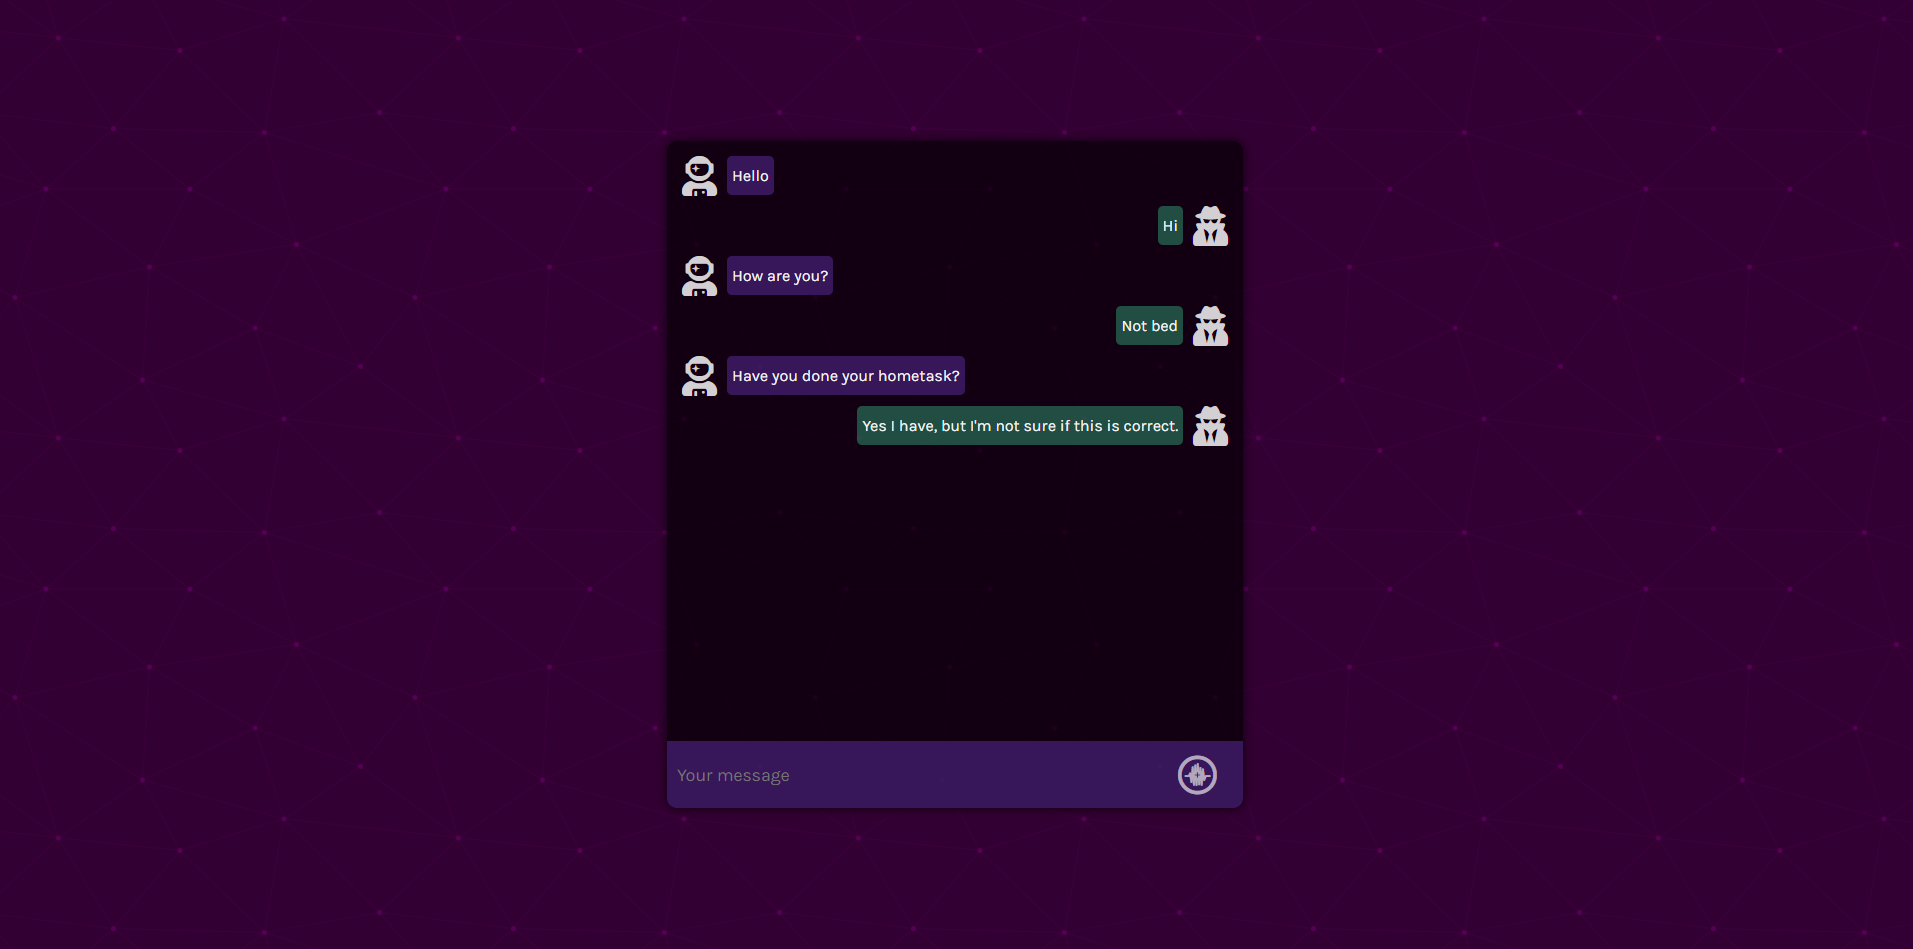 Hello
Hi
How are you?
Not bed
Have you done your hometask?
Yes I have, but I'm not sure if this is correct.
Your message